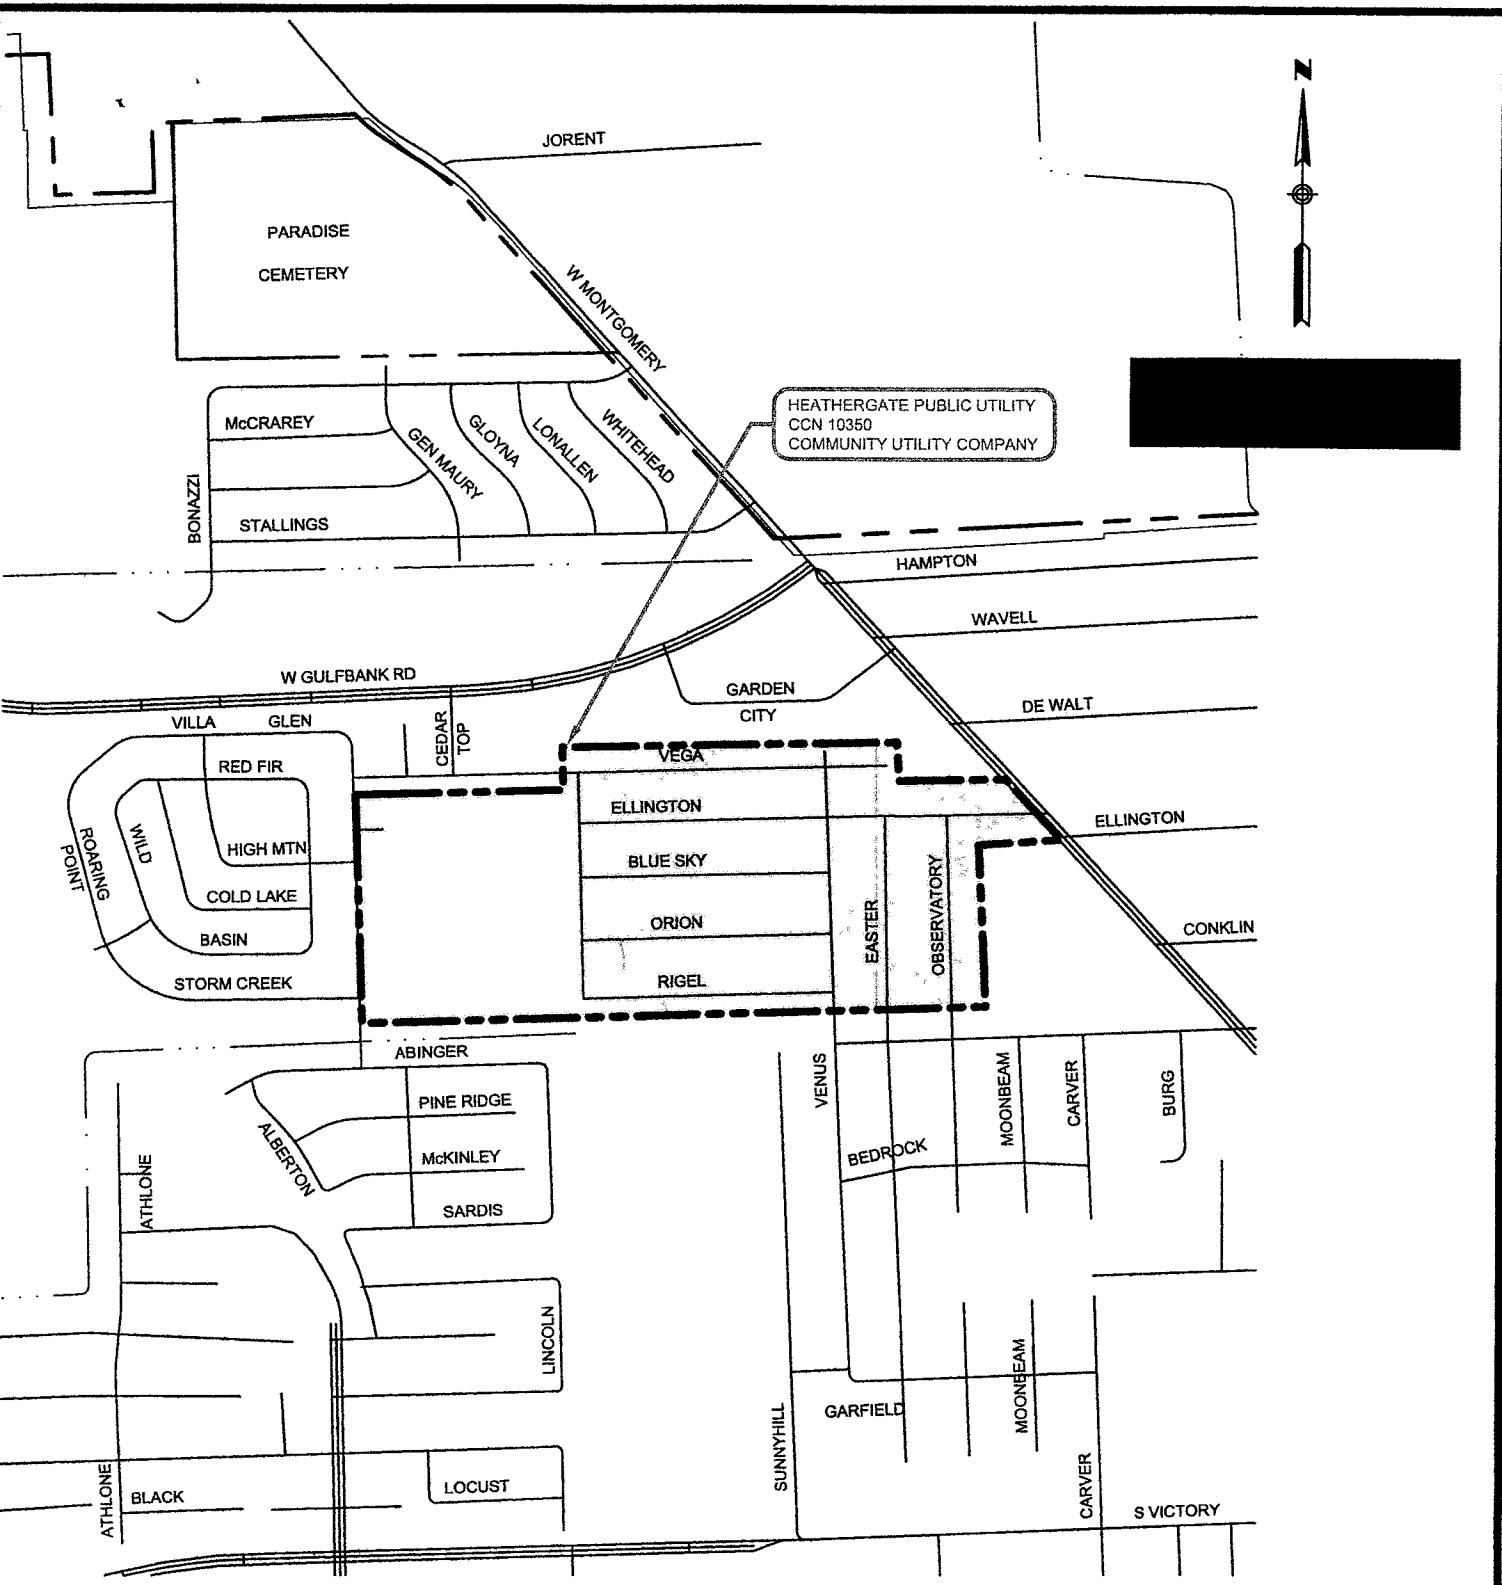 N
JORENT
PARADISE
CEMETERY
W MONTGOMERY
HEATHERGATE PUBLIC UTILITY
CCN 10350
COMMUNITY UTILITY COMPANY
McCRAREY
GEN MAURY
GLOYNA
LONALLEN
WHITEHEAD
BONAZZI
STALLINGS
HAMPTON
WAVELL
W GULFBANK RD
GARDEN
CITY
DE WALT
VILLA GLEN
CEDAR
TOP
VEGA
RED FIR
ELLINGTON
ELLINGTON
ROARING
POINT
WILD
HIGH MTN
BLUE SKY
COLD LAKE
EASTER
OBSERVATORY
ORION
CONKLIN
BASIN
STORM CREEK
RIGEL
ABINGER
VENUS
MOONBEAM
CARVER
BURG
PINE RIDGE
ALBERTON
McKINLEY
BEDROCK
ATHLONE
SARDIS
LINCOLN
MOONBEAM
GARFIELD
SUNNYHILL
CARVER
ATHLONE
BLACK
LOCUST
S VICTORY